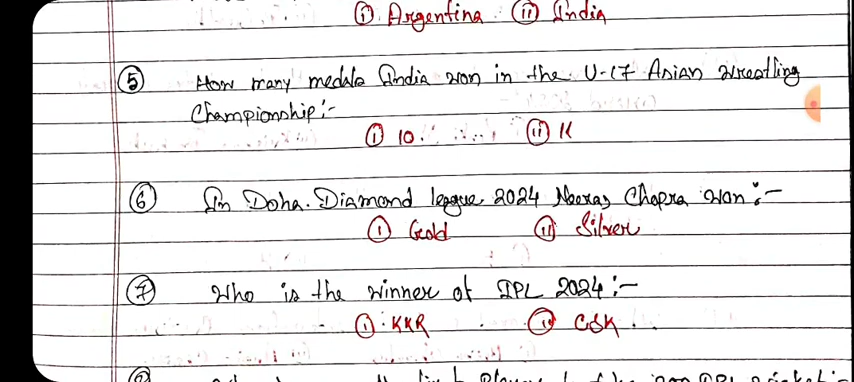 (i) Argentina (ii) India
(5) How many medals India won in the U-17 Asian Wrestling
Championship:-
(i) 10. (ii) 11
(6) In Doha Diamond league 2024 Neeraj Chopra won:-
(i) Gold (ii) Silver
(7) Who is the winner of IPL 2024:-
(i) KKR (ii) CSK